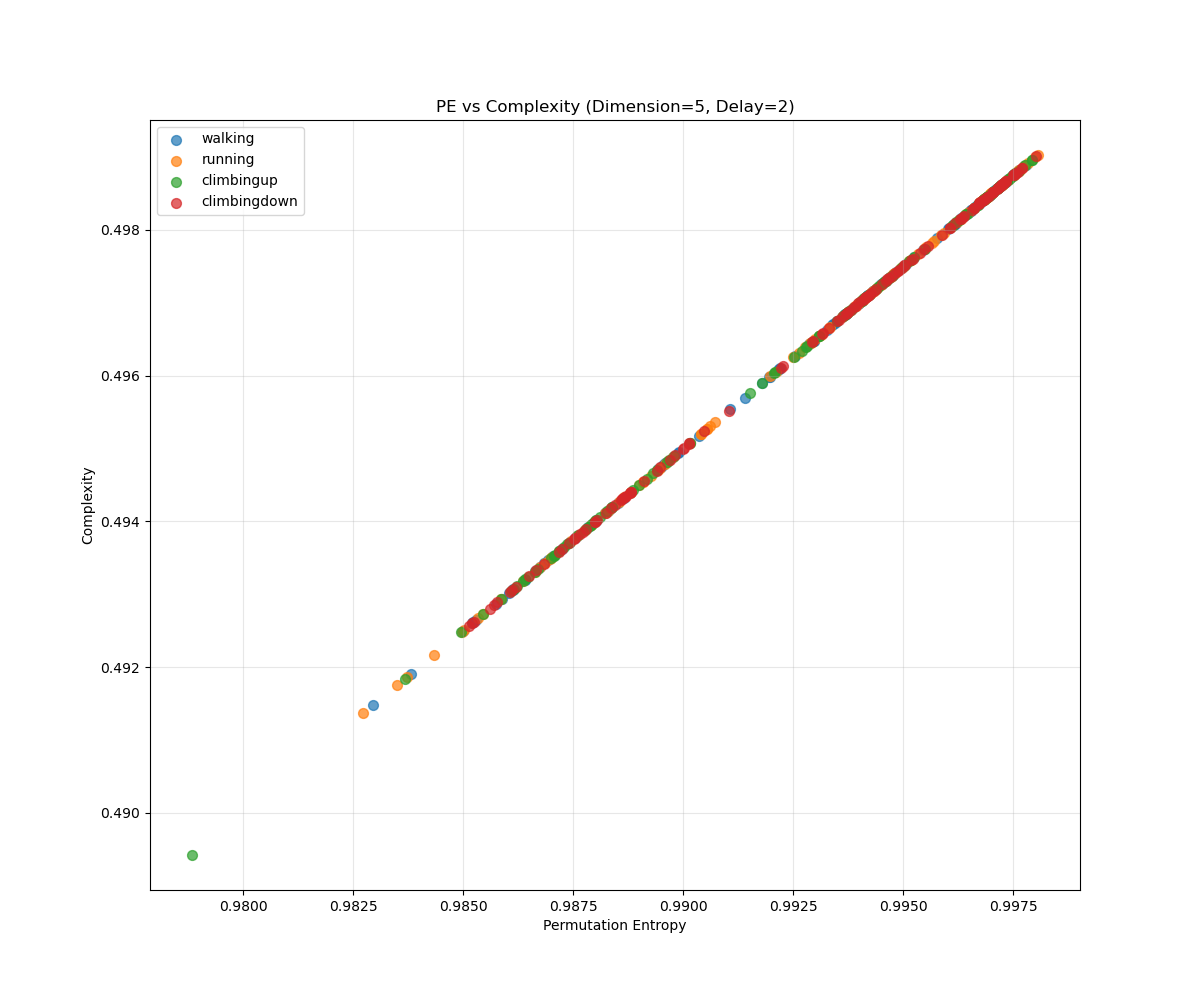 PE vs Complexity (Dimension=5, Delay=2)
walking
running
climbingup
climbingdown
0.498
0.496
0.494
0.492
0.490
Complexity
0.9800 0.9825 0.9850 0.9875 0.9900 0.9925 0.9950 0.9975
Permutation Entropy